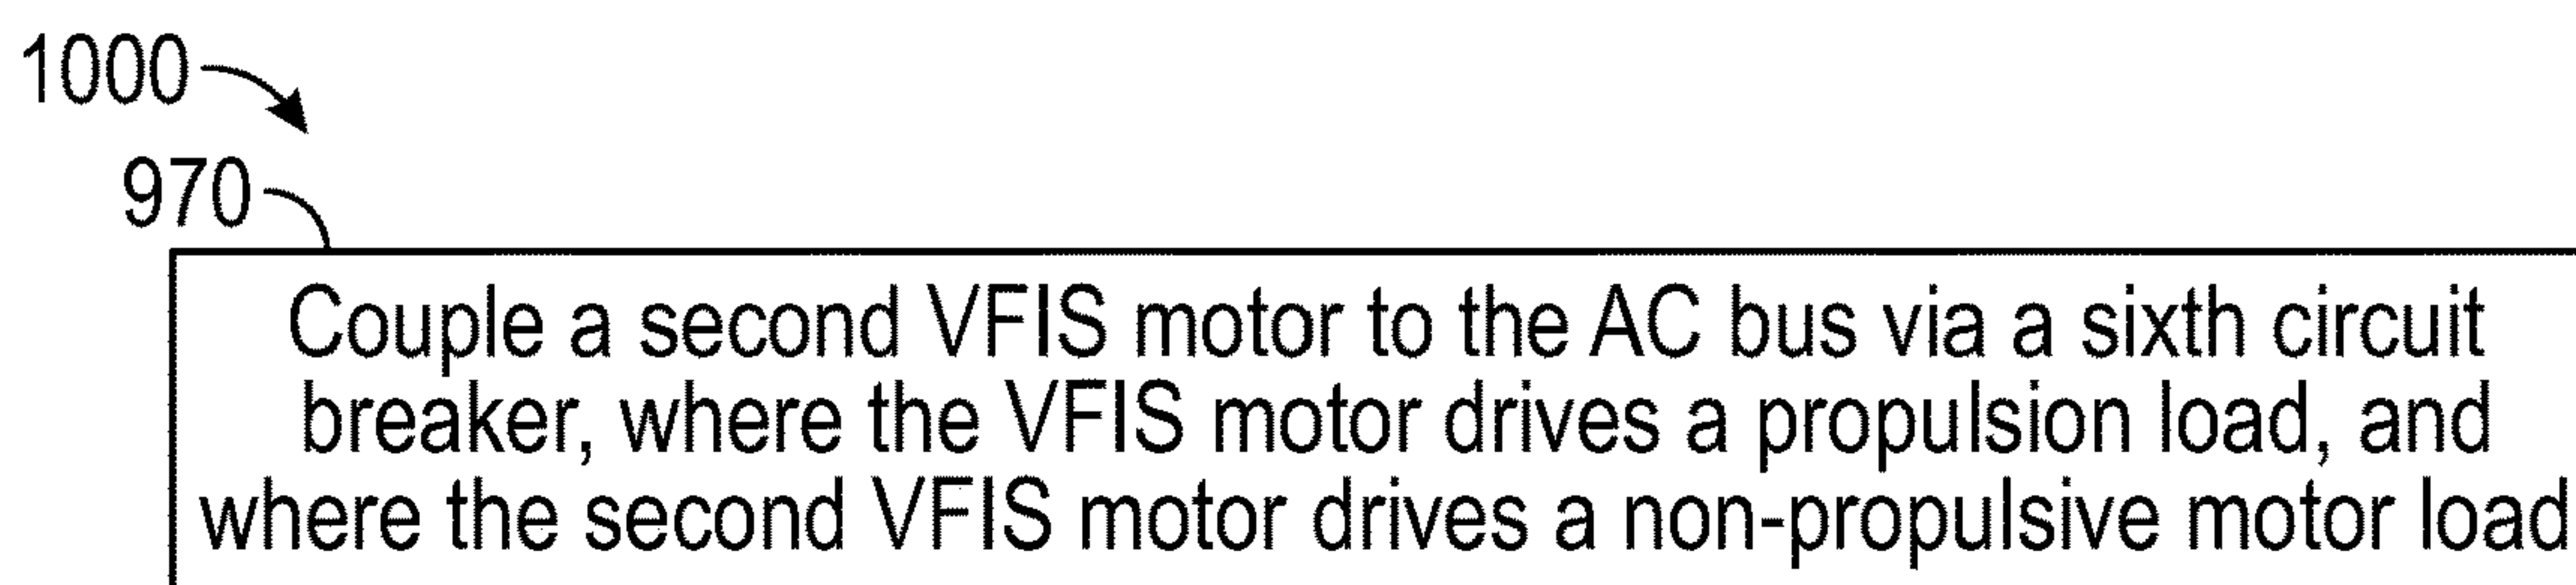 1000
970
Couple a second VFIS motor to the AC bus via a sixth circuit
breaker, where the VFIS motor drives a propulsion load, and
where the second VFIS motor drives a non-propulsive motor load